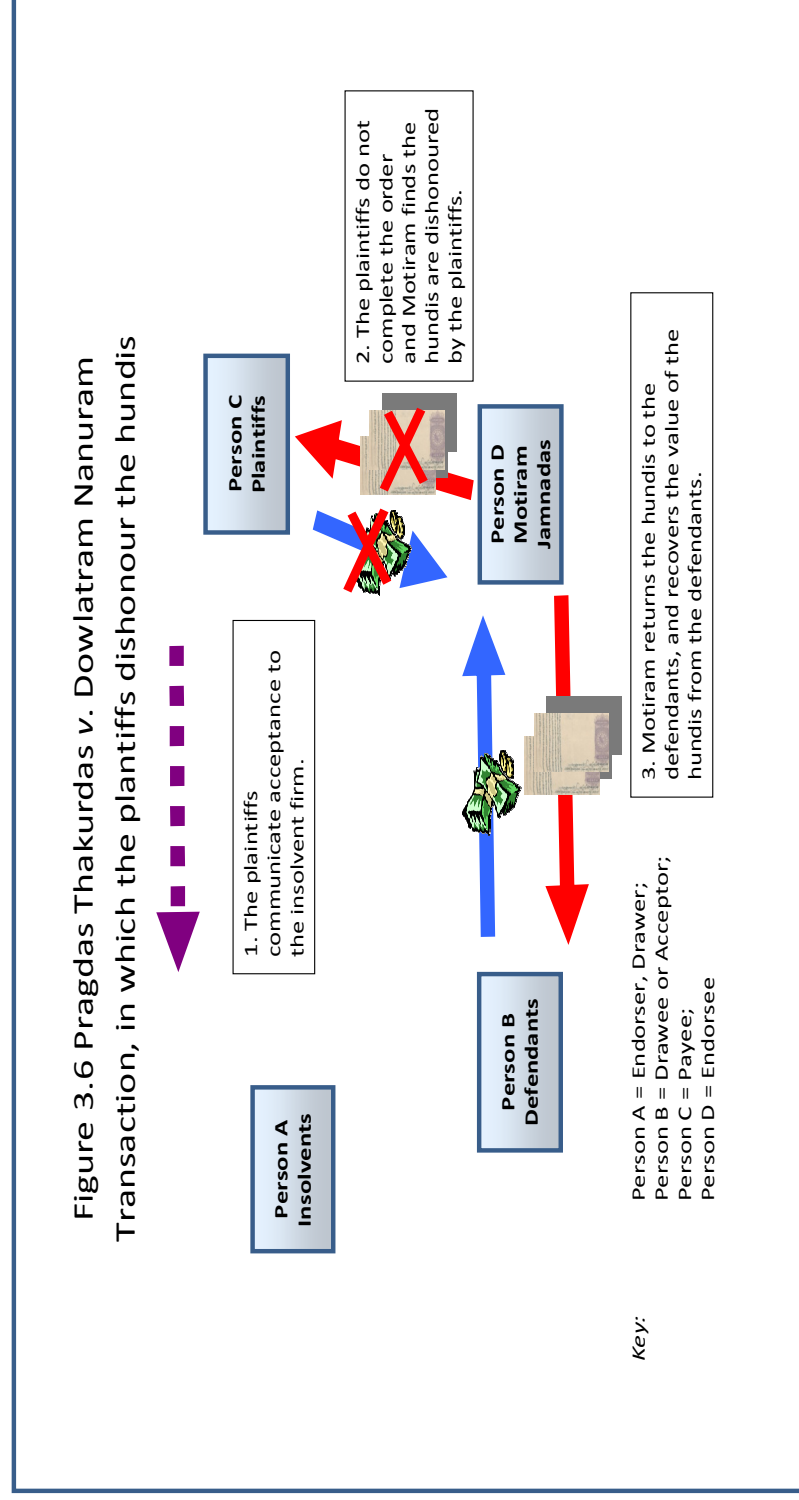 Figure 3.6 Pragdas Thakurdas v. Dowlatram Nanuram
Transaction, in which the plantiffs dishonour the hundis
Person A
Insolvents
1. The plaintiffs
communicate acceptance to
the insolvent firm.
Person C
Plaintiffs
2. The plaintiffs do not
complete the order
and Motiram finds the
hundis are dishonoured
by the plaintiffs.
Person B
Defendants
Person D
Motiram
Jamnadas
3. Motiram returns the hundis to the
defendants, and recovers the value of the
hundis from the defendants.
Key:
Person A = Endorser, Drawer;
Person B = Drawee or Acceptor;
Person C = Payee;
Person D = Endorsee